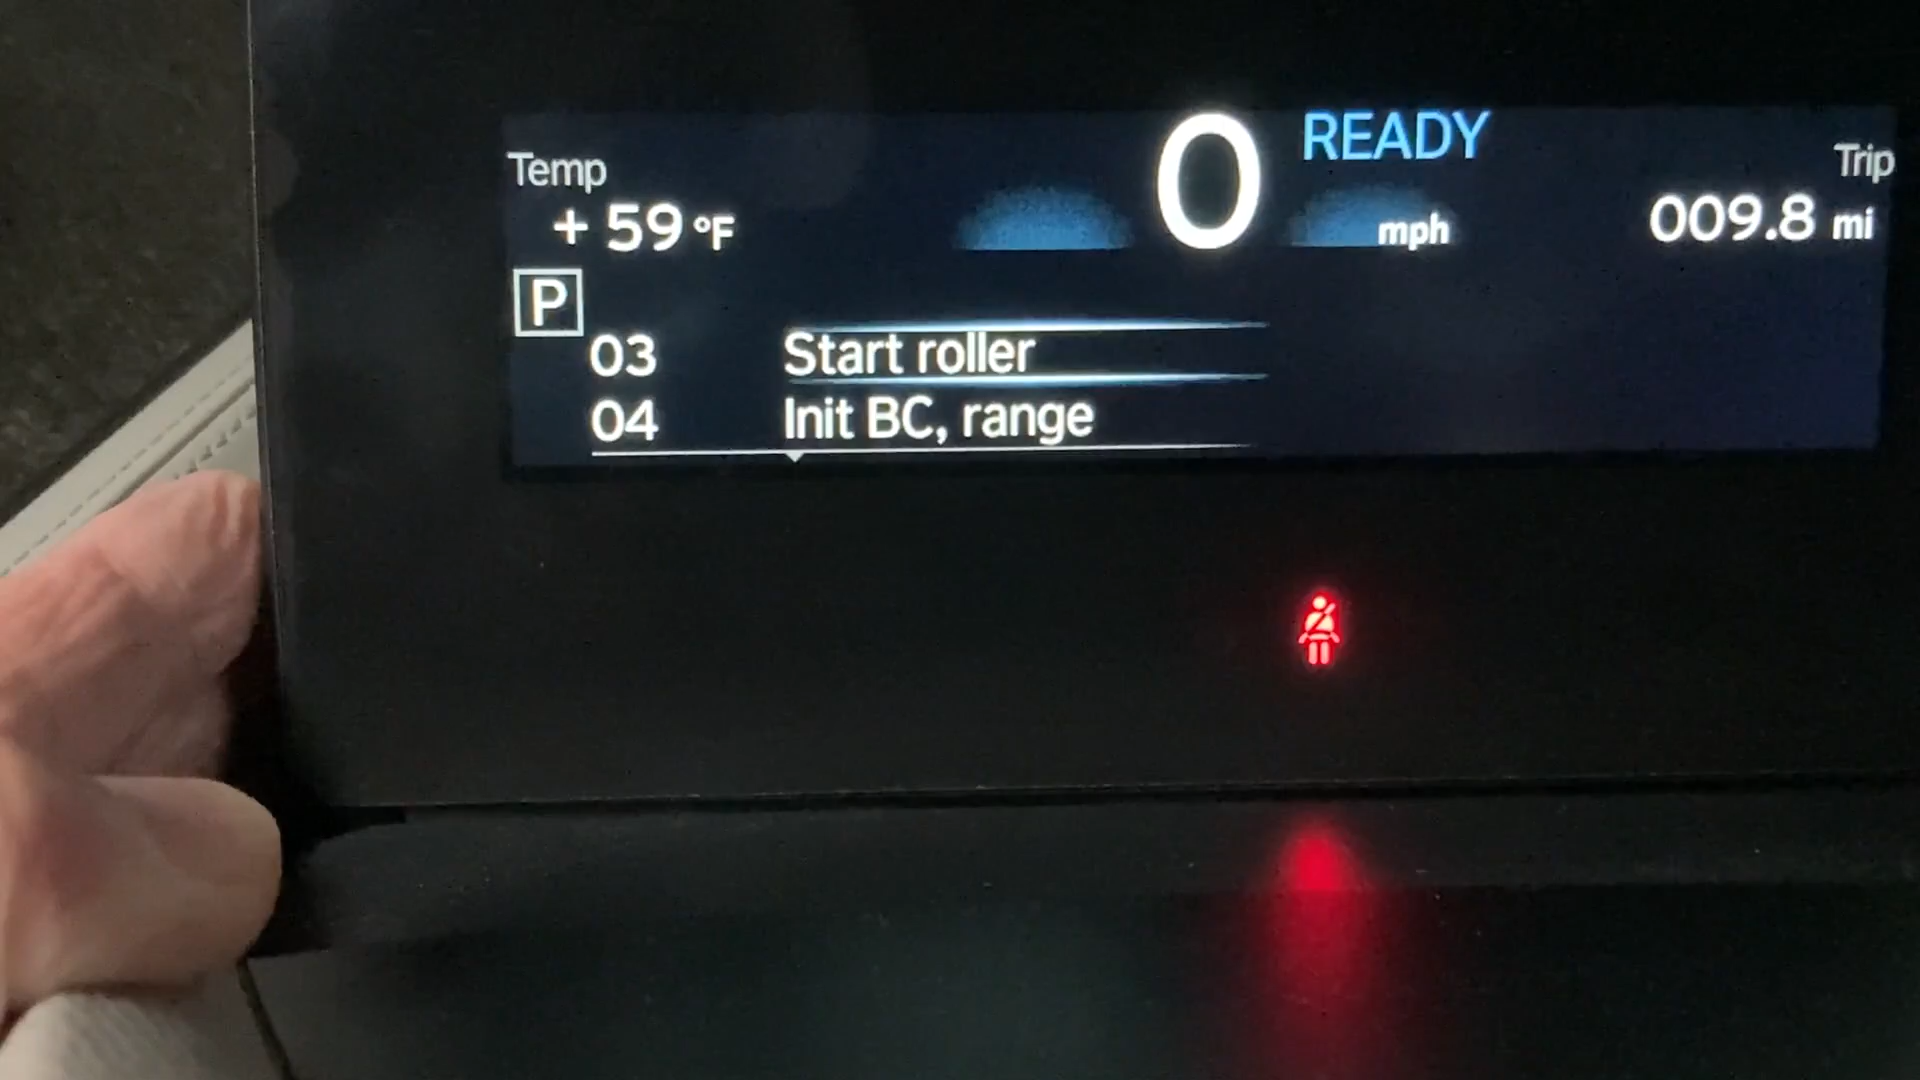 Temp
+ 59 °F
0 READY
mph
Trip
009.8 mi
P
03 Start roller
04 Init BC, range